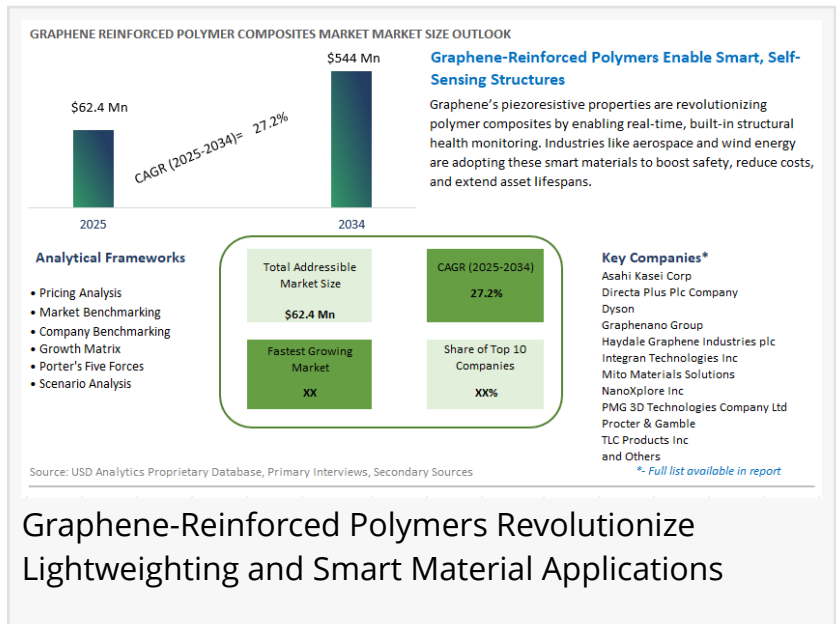 GRAPHENE REINFORCED POLYMER COMPOSITES MARKET MARKET SIZE OUTLOOK
$544 Mn
$62.4 Mn
CAGR (2025-2034)= 27.2%
2025
2034
Graphene-Reinforced Polymers Enable Smart, Self-
Sensing Structures
Graphene's piezoresistive properties are revolutionizing
polymer composites by enabling real-time, built-in structural
health monitoring. Industries like aerospace and wind energy
are adopting these smart materials to boost safety, reduce costs,
and extend asset lifespans.
Analytical Frameworks
• Pricing Analysis
• Market Benchmarking
• Company Benchmarking
• Growth Matrix
• Porter's Five Forces
• Scenario Analysis
Total Addressible
Market Size
$62.4 Mn
CAGR (2025-2034)
27.2%
Fastest Growing
Market
XX
Share of Top 10
Companies
XX%
Key Companies*
Asahi Kasei Corp
Directa Plus Plc Company
Dyson
Graphenano Group
Haydale Graphene Industries plc
Integran Technologies Inc
Mito Materials Solutions
NanoXplore Inc
PMG 3D Technologies Company Ltd
Procter & Gamble
TLC Products Inc
and Others
*- Full list available in report
Source: USD Analytics Proprietary Database, Primary Interviews, Secondary Sources
Graphene-Reinforced Polymers Revolutionize
Lightweighting and Smart Material Applications